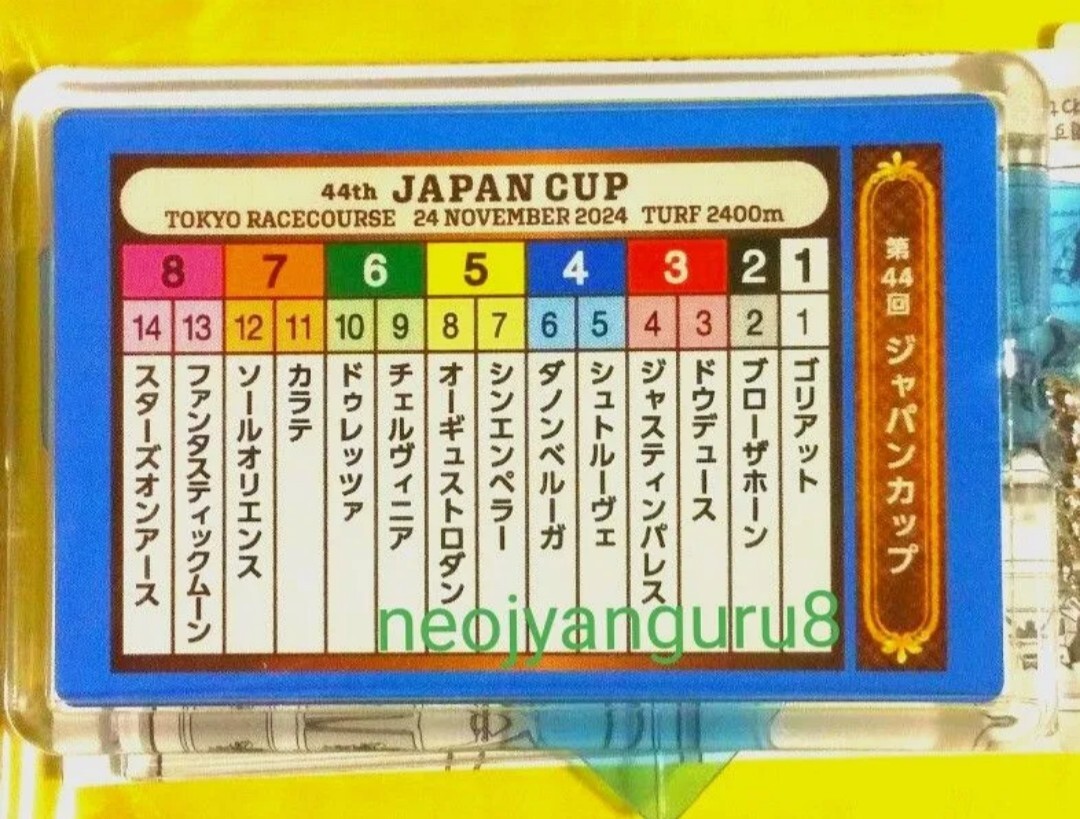 44th JAPAN CUP
TOKYO RACECOURSE 24 NOVEMBER 2024 TURF 2400m
8 7 6 5 4 3 2 1
14 13 12 11 10 9 8 7 6 5 4 3 2 1
ゴリアット
ブローザホーン
ドウデュース
ジャスティンパレス
シュトルーヴェ
ダノンベルーガ
シンエンペラー
オーギュストロダン
チェルヴィニア
ドゥレッツァ
カラテ
ソールオリエンス
ファンタスティックムーン
スターズオンアース
第44回 ジャパンカップ
neojyanguru8